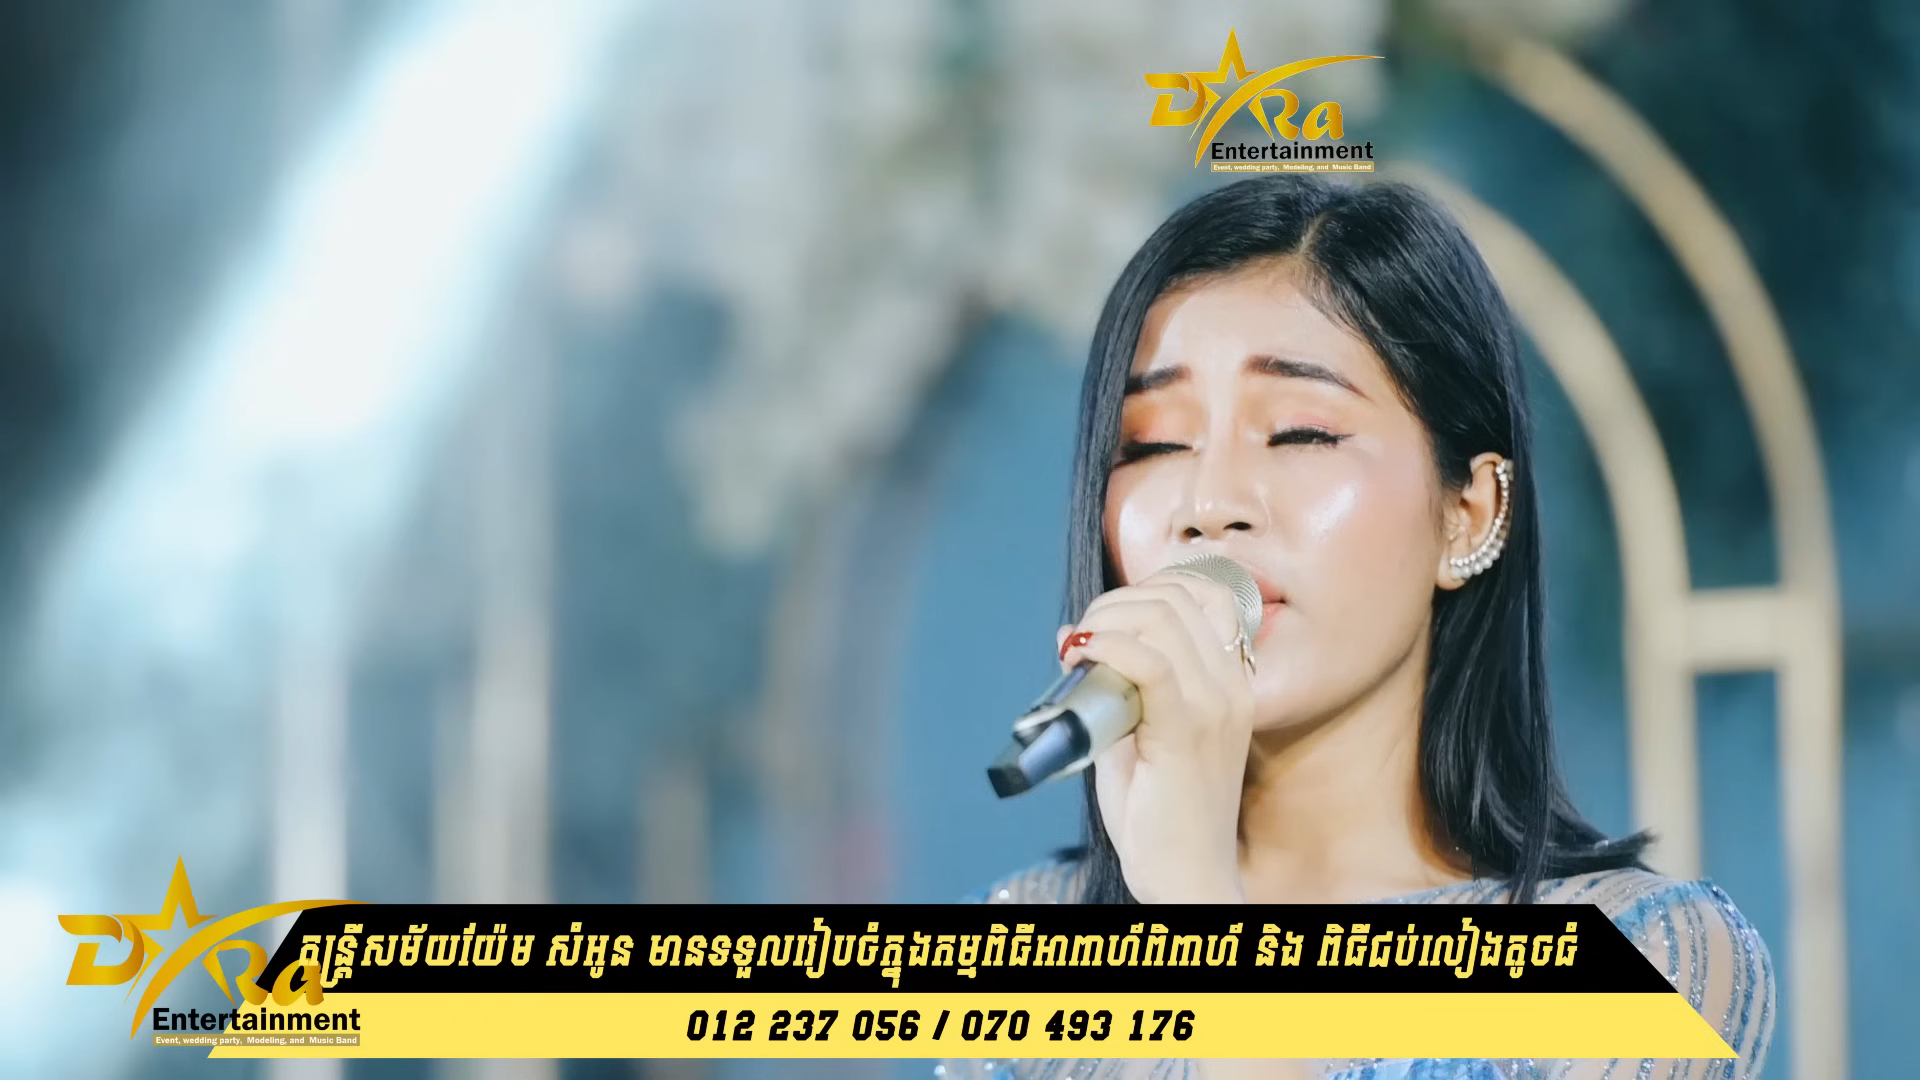 DARa
Entertainment
Event, wedding party, Modeling, and Music Band
តន្ត្រីសម័យយ៉ែម សំអូន មានទទួលរៀបចំក្នុងកម្មពិធីអាពាហ៍ពិពាហ៍ និង ពិធីជប់លៀងតូចធំ
012 237 056 / 070 493 176
DARa
Entertainment
Event, wedding party, Modeling, and Music Band